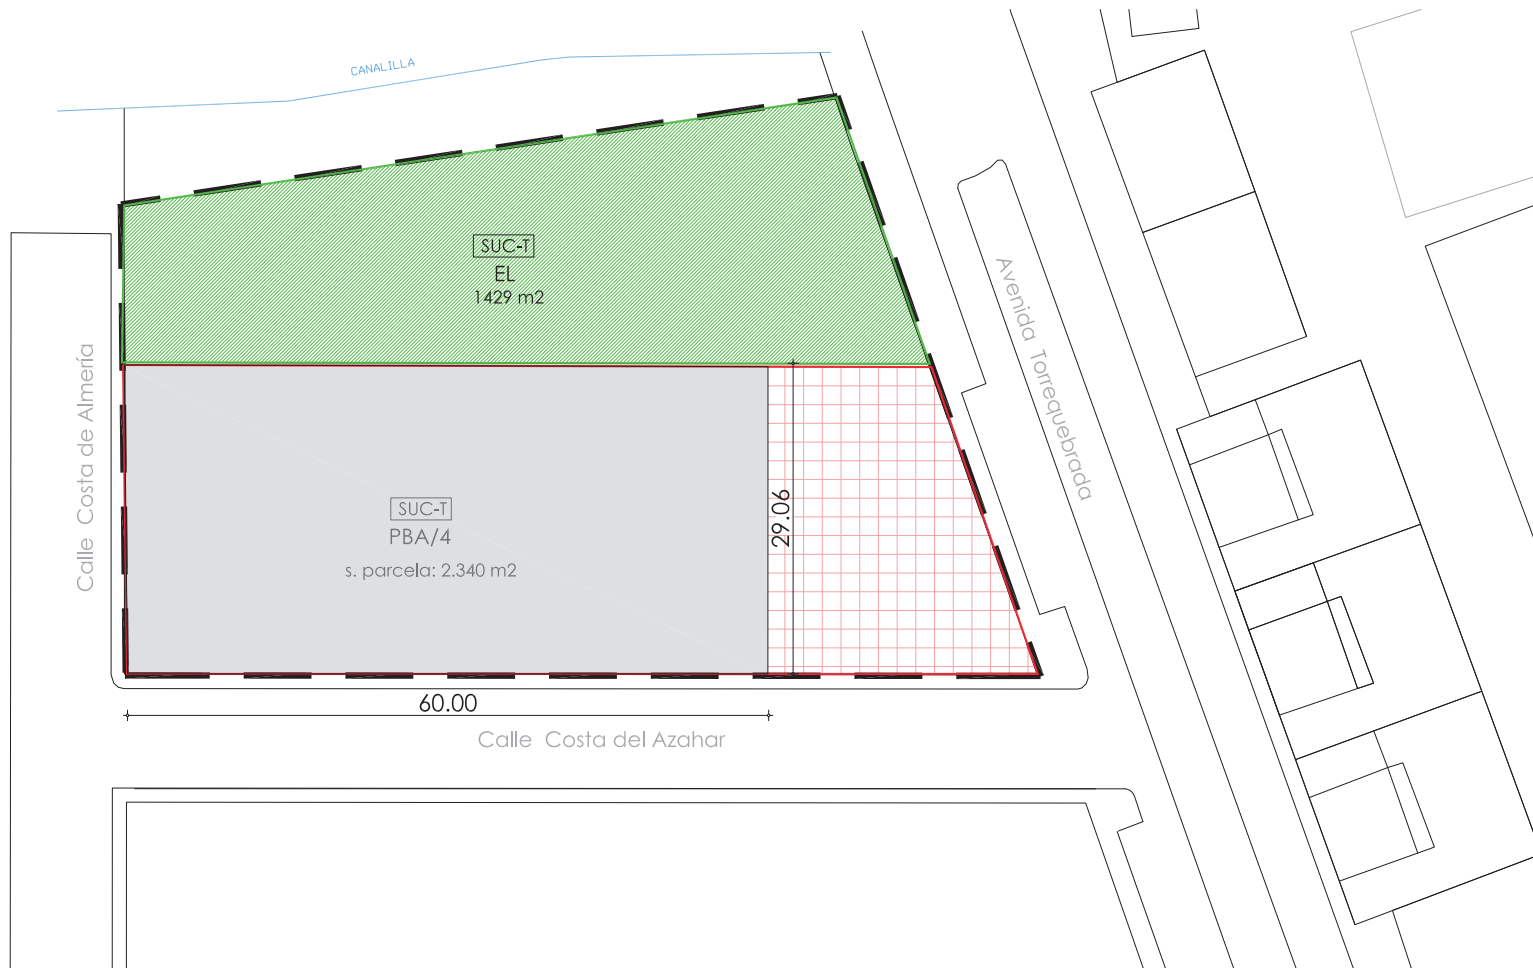 CANALILLA
SUC-T
EL
1429 m2
Avenida Torrequebrada
Calle Costa de Almería
SUC-T
PBA/4
s. parcela: 2.340 m2
29.06
60.00
Calle Costa del Azahar